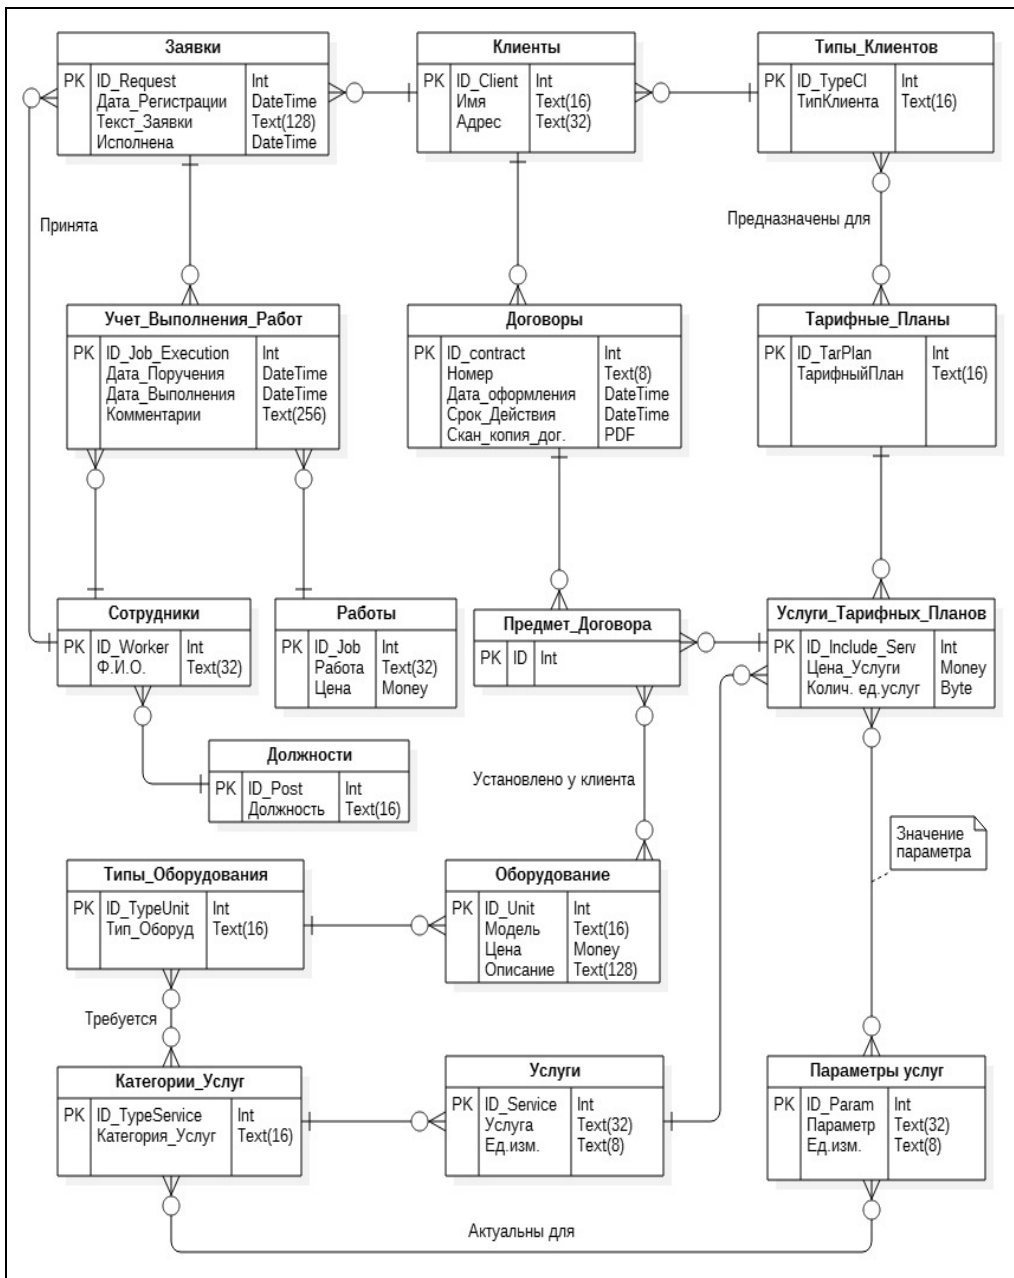 Заявки
PK ID_Request Int
Дата_Регистрации DateTime
Текст_Заявки Text(128)
Исполнена DateTime
Клиенты
PK ID_Client Int
Имя Text(16)
Адрес Text(32)
Типы_Клиентов
PK ID_TypeCl Int
ТипКлиента Text(16)
Принята
Предназначены для
Учет_Выполнения_Работ
PK ID_Job_Execution Int
Дата_Поручения DateTime
Дата_Выполнения DateTime
Комментарии Text(256)
Договоры
PK ID_contract Int
Номер Text(8)
Дата_оформления DateTime
Срок_Действия DateTime
Скан_копия_дог. PDF
Тарифные_Планы
PK ID_TarPlan Int
ТарифныйПлан Text(16)
Сотрудники
PK ID_Worker Int
Ф.И.О. Text(32)
Работы
PK ID_Job Int
Работа Text(32)
Цена Money
Предмет_Договора
PK ID Int
Услуги_Тарифных_Планов
PK ID_Include_Serv Int
Цена_Услуги Money
Колич. ед.услуг Byte
Должности
PK ID_Post Int
Должность Text(16)
Установлено у клиента
Значение
параметра
Типы_Оборудования
PK ID_TypeUnit Int
Тип_Оборуд Text(16)
Оборудование
PK ID_Unit Int
Модель Text(16)
Цена Money
Описание Text(128)
Требуется
Категории_Услуг
PK ID_TypeService Int
Категория_Услуг Text(16)
Услуги
PK ID_Service Int
Услуга Text(32)
Ед.изм. Text(8)
Параметры услуг
PK ID_Param Int
Параметр Text(32)
Ед.изм. Text(8)
Актуальны для